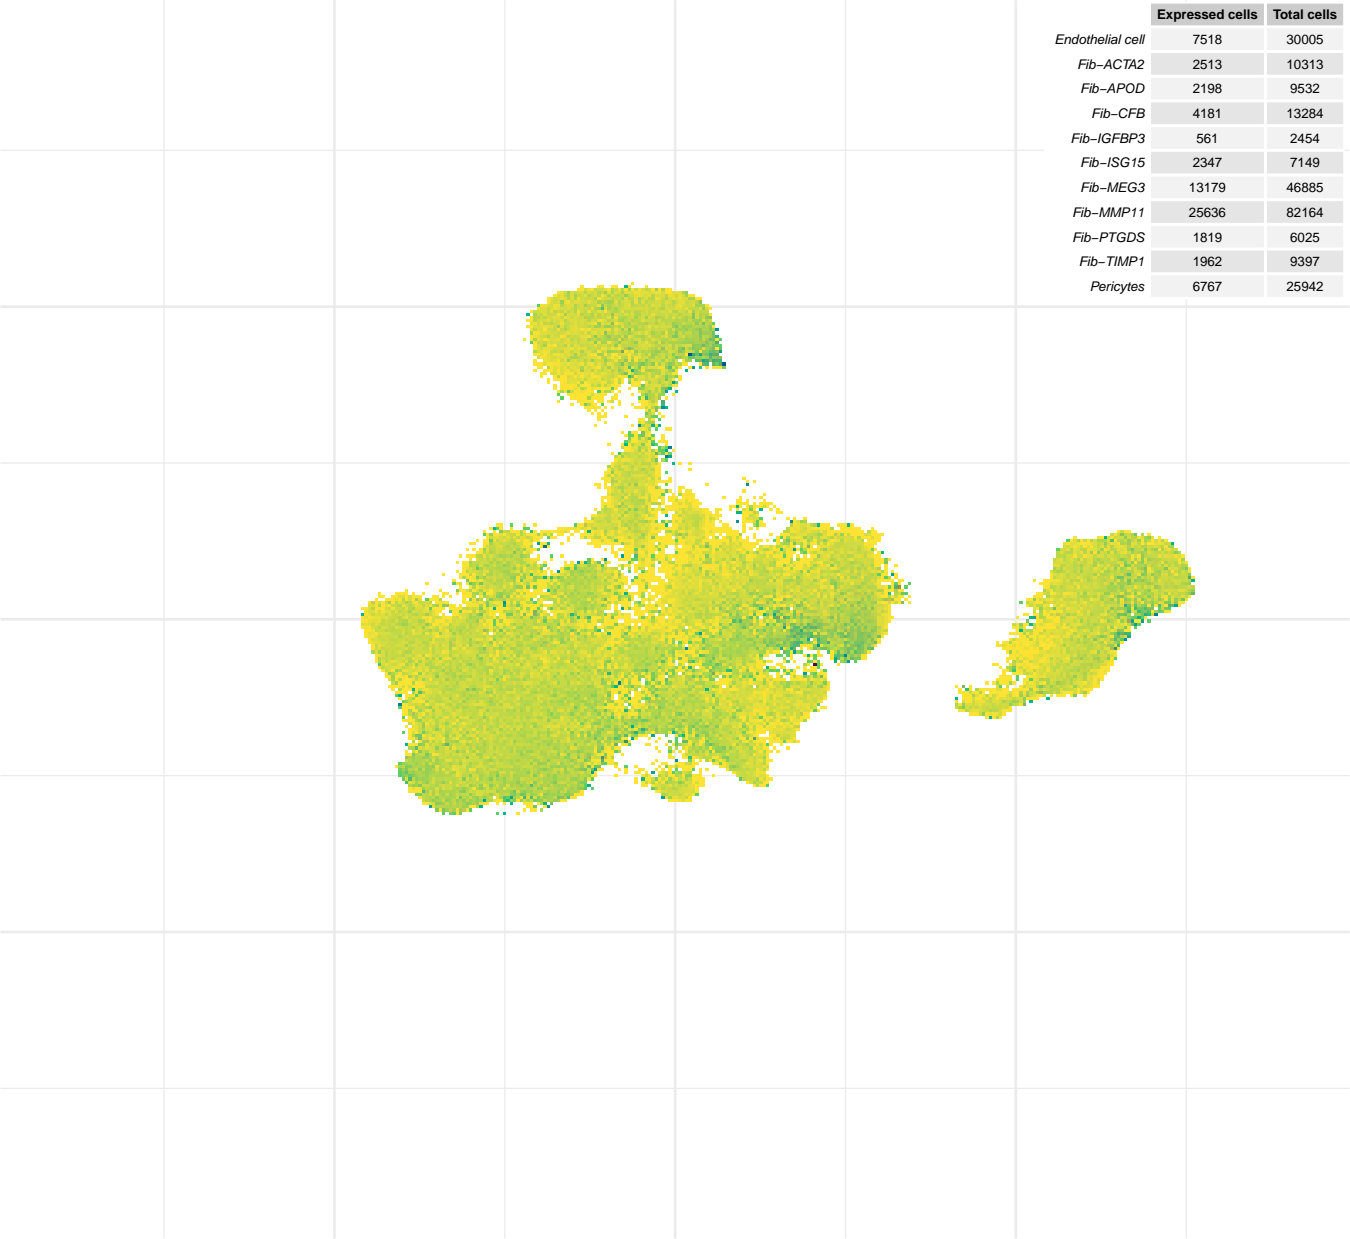 Expressed cells Total cells
Endothelial cell 7518 30005
Fib−ACTA2 2513 10313
Fib−APOD 2198 9532
Fib−CFB 4181 13284
Fib−IGFBP3 561 2454
Fib−ISG15 2347 7149
Fib−MEG3 13179 46885
Fib−MMP11 25636 82164
Fib−PTGDS 1819 6025
Fib−TIMP1 1962 9397
Pericytes 6767 25942